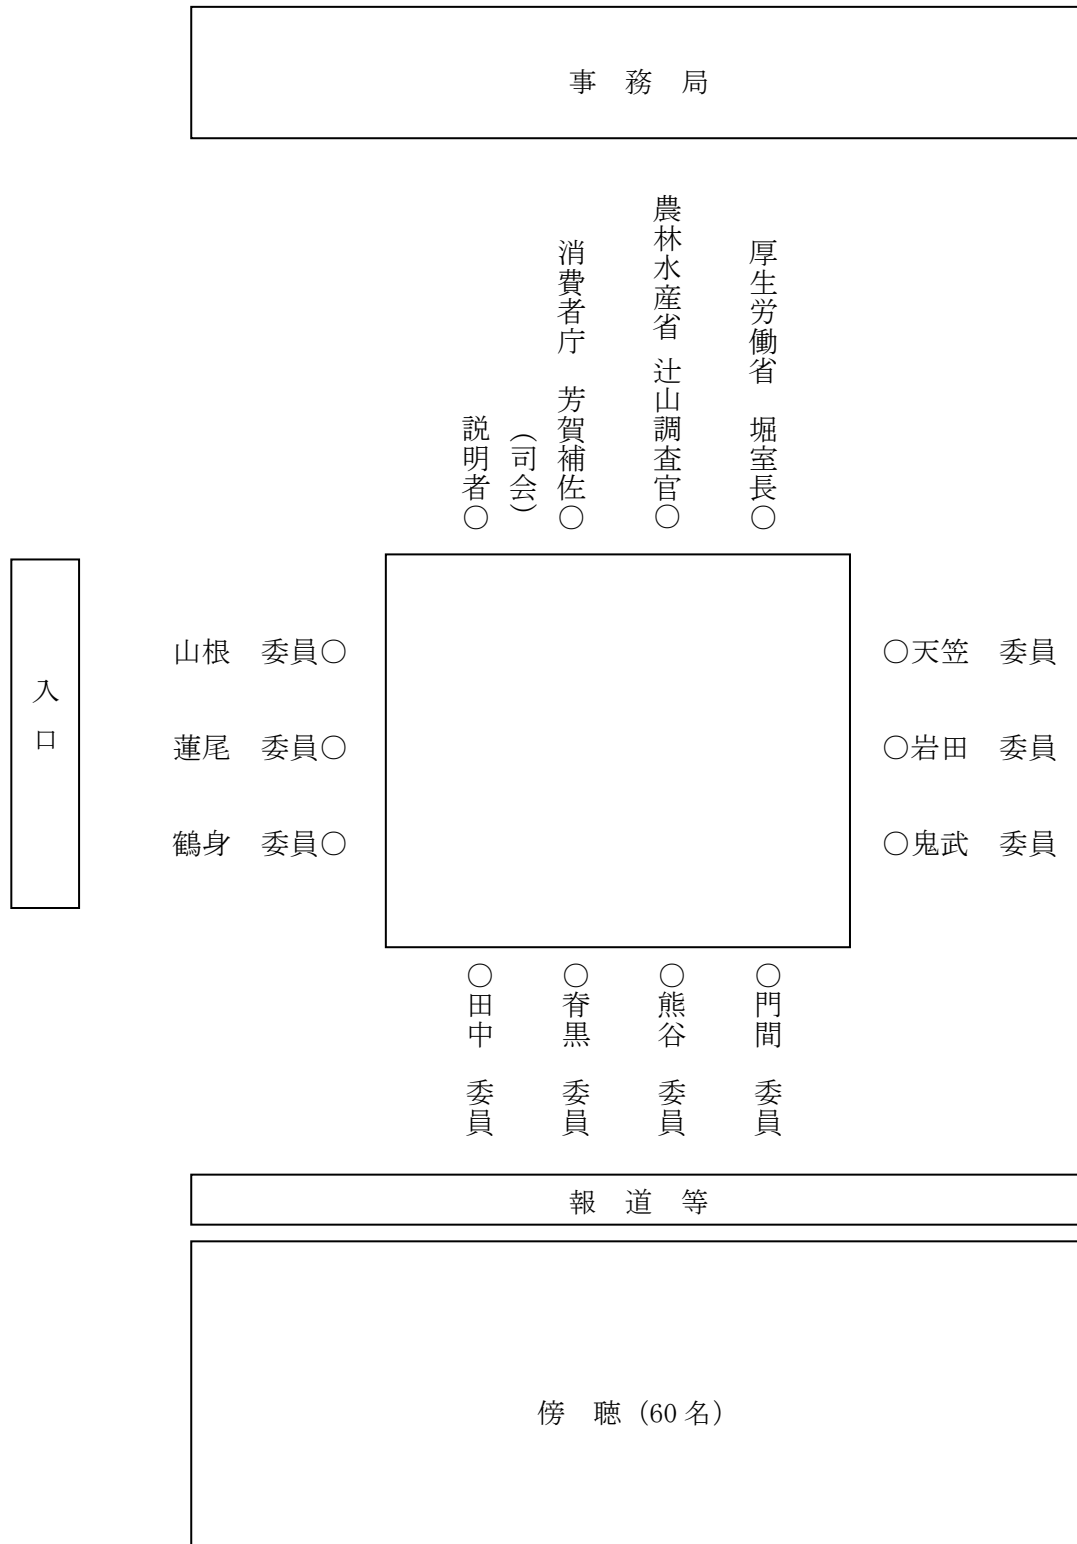 事　務　局
厚生労働省　堀室長○
農林水産省 辻山調査官○
消費者庁　芳賀補佐○
（司会）
説明者○
入口
山根　委員○
○天笠　委員
蓮尾　委員○
○岩田　委員
鶴身　委員○
○鬼武　委員
○門間　委員
○熊谷　委員
○脊黒　委員
○田中　委員
報　道　等
傍　聴（60 名）